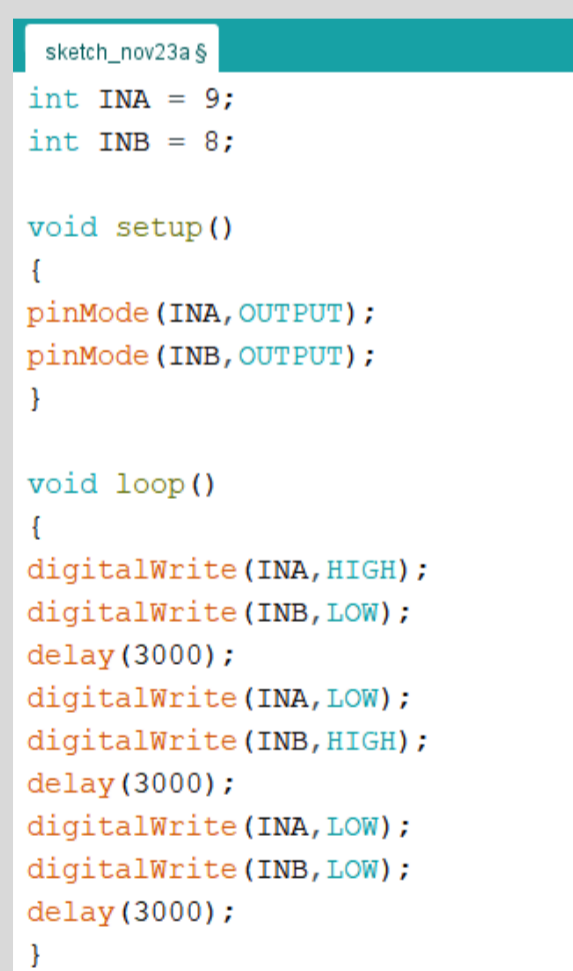 sketch_nov23a §
int INA = 9;
int INB = 8;
void setup()
{
pinMode(INA,OUTPUT);
pinMode(INB,OUTPUT);
}
void loop()
{
digitalWrite(INA,HIGH);
digitalWrite(INB,LOW);
delay(3000);
digitalWrite(INA,LOW);
digitalWrite(INB,HIGH);
delay(3000);
digitalWrite(INA,LOW);
digitalWrite(INB,LOW);
delay(3000);
}